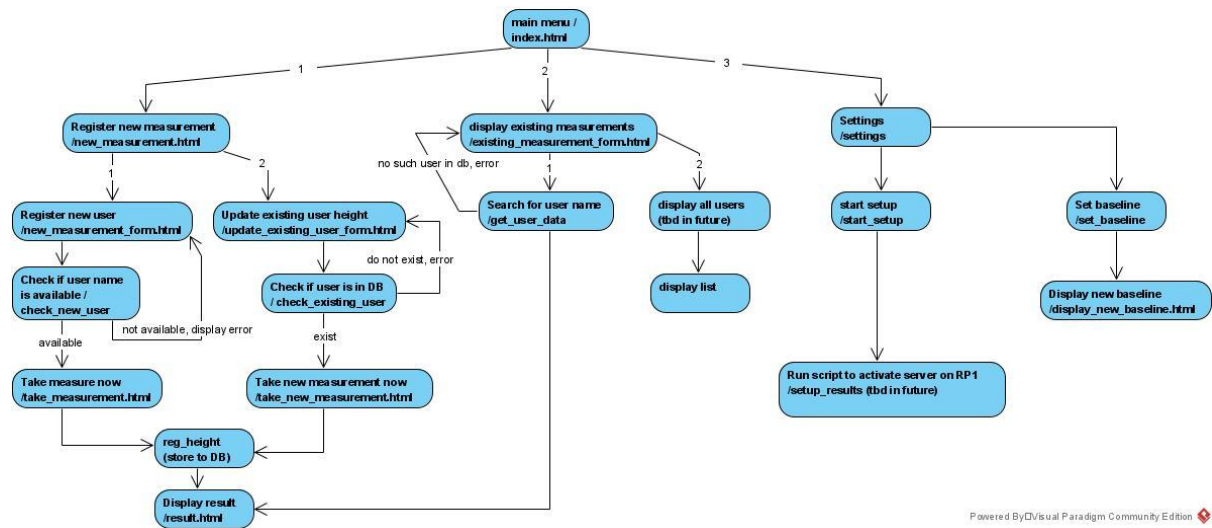 main menu /
index.html
1
2
3
Register new measurement
/new_measurement.html
display existing measurements
/existing_measurement_form.html
Settings
/settings
no such user in db, error
1
2
1
2
Register new user
/new_measurement_form.html
Update existing user height
/update_existing_user_form.html
Search for user name
/get_user_data
display all users
(tbd in future)
start setup
/start_setup
Set baseline
/set_baseline
do not exist, error
Check if user name
is available /
check_new_user
Check if user is in DB
/ check_existing_user
display list
Display new baseline
/display_new_baseline.html
not available, display error
available
exist
Take measure now
/take_measurement.html
Take new measurement now
/take_new_measurement.html
Run script to activate server on RP1
/setup_results (tbd in future)
reg_height
(store to DB)
Display result
/result.html
Powered By Visual Paradigm Community Edition